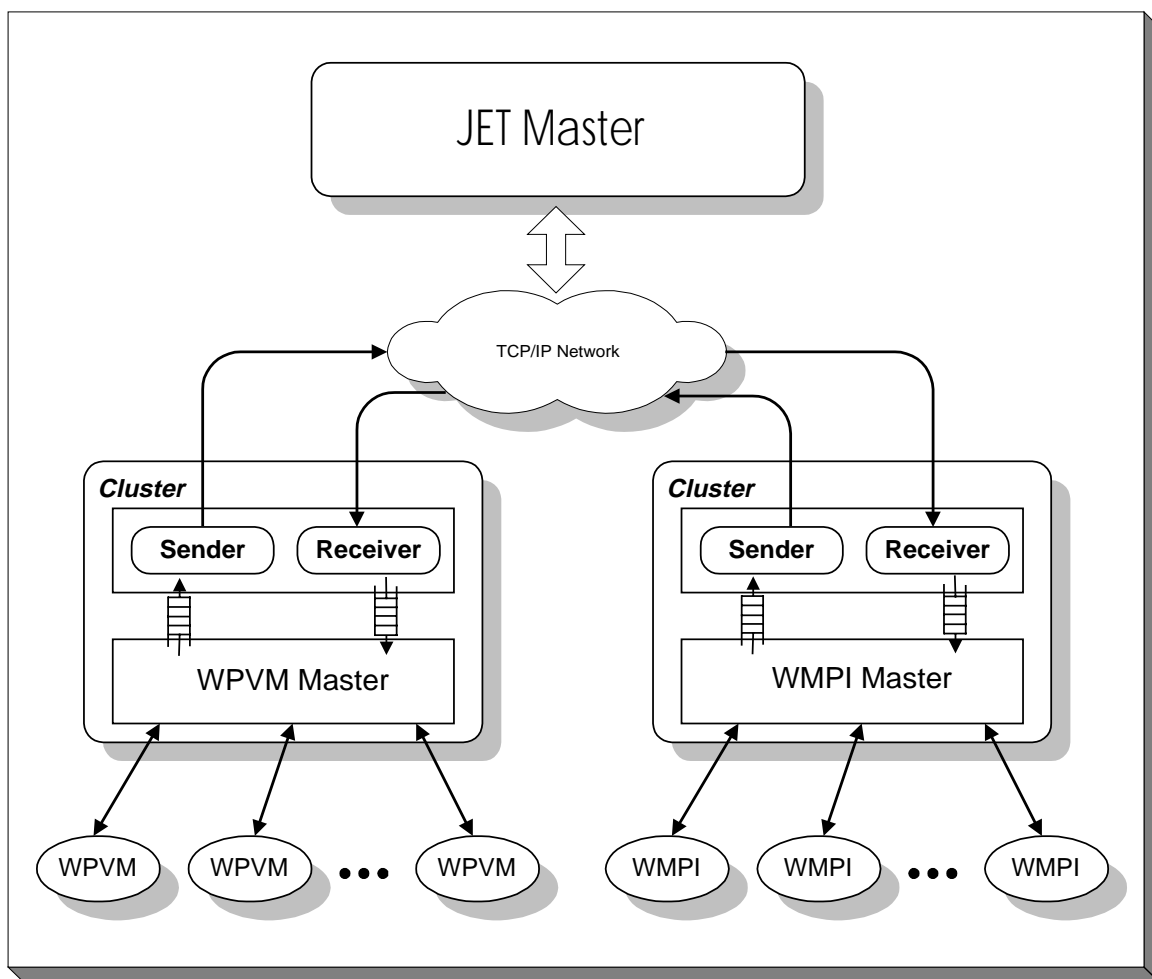 JET Master
TCP/IP Network
Cluster
Sender
Receiver
WPVM Master
WPVM
WPVM
WPVM
Cluster
Sender
Receiver
WMPI Master
WMPI
WMPI
WMPI